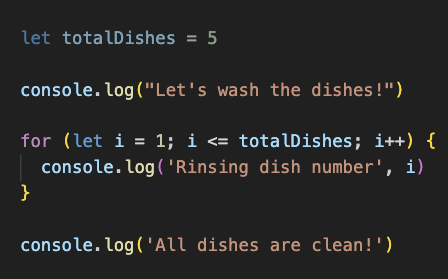 let totalDishes = 5
console.log("Let's wash the dishes!")
for (let i = 1; i <= totalDishes; i++) {
console.log('Rinsing dish number', i)
}
console.log('All dishes are clean!')